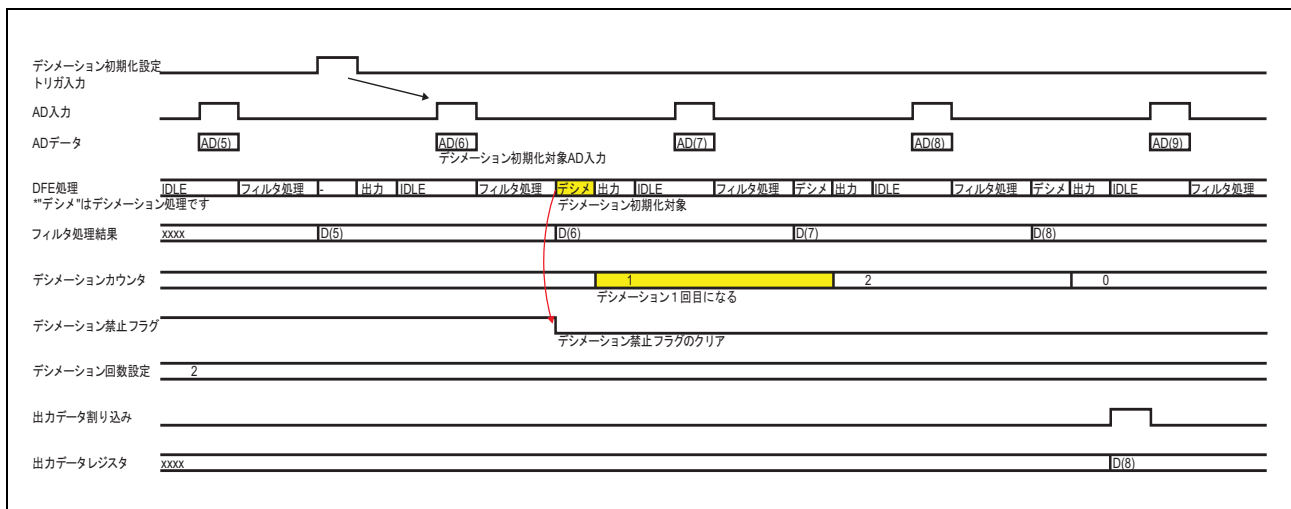 デシメーション初期化設定
トリガ入力
AD入力
ADデータ AD(5) AD(6) AD(7) AD(8) AD(9)
デシメーション初期化対象AD入力
DFE処理 IDLE フィルタ処理 - 出力 IDLE フィルタ処理 デシメ 出力 IDLE フィルタ処理 デシメ 出力 IDLE フィルタ処理 デシメ 出力 IDLE フィルタ処理
*"デシメ"はデシメーション処理です デシメーション初期化対象
フィルタ処理結果 xxxx D(5) D(6) D(7) D(8)
デシメーションカウンタ 1 2 0
デシメーション1回目になる
デシメーション禁止フラグ
デシメーション禁止フラグのクリア
デシメーション回数設定 2
出力データ割り込み
出力データレジスタ xxxx D(8)